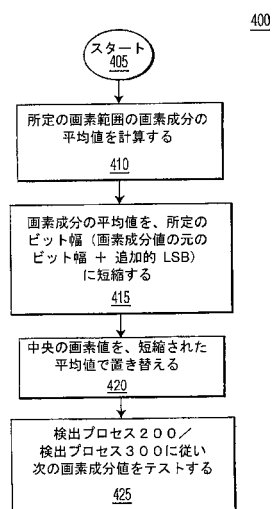 400
スタート
405
所定の画素範囲の画素成分の
平均値を計算する
410
画素成分の平均値を、所定の
ビット幅（画素成分値の元の
ビット幅 + 追加的 LSB）
に短縮する
415
中央の画素値を、短縮された
平均値で置き替える
420
検出プロセス200／
検出プロセス300に従い
次の画素成分値をテストする
425